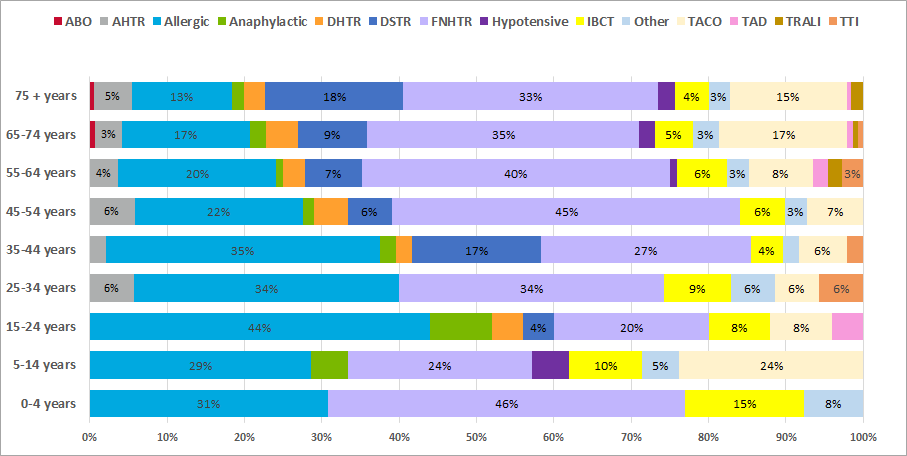 ABO AHTR Allergic Anaphylactic DHTR DSTR FNHTR Hypotensive IBCT Other TACO TAD TRALI TTI
75 + years 5% 13% 18% 33% 4% 3% 15%
65-74 years 3% 17% 9% 35% 5% 3% 17%
55-64 years 4% 20% 7% 40% 6% 3% 8% 3%
45-54 years 6% 22% 6% 45% 6% 3% 7%
35-44 years 35% 17% 27% 4% 6%
25-34 years 6% 34% 34% 9% 6% 6% 6%
15-24 years 44% 4% 20% 8% 8%
5-14 years 29% 24% 10% 5% 24%
0-4 years 31% 46% 15% 8%
0% 10% 20% 30% 40% 50% 60% 70% 80% 90% 100%